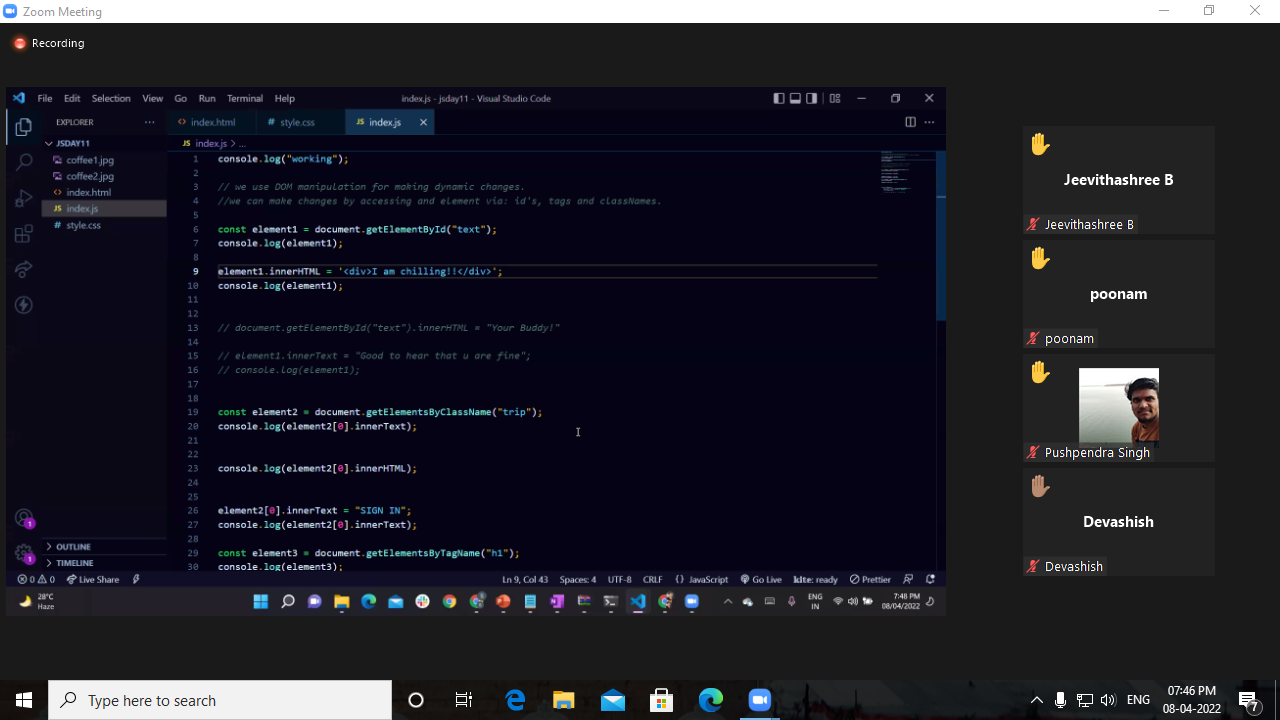 Zoom Meeting
Recording
File Edit Selection View Go Run Terminal Help index.js - jsday11 - Visual Studio Code
EXPLORER ...
index.html style.css JS index.js
JSDAY11
JS index.js > ...
coffee1.jpg
coffee2.jpg
index.html
JS index.js
style.css
1 console.log("working");
2
3 // we use DOM manipulation for making dynamic changes.
4 //we can make changes by accessing and element via: id's, tags and classNames.
5
6 const element1 = document.getElementById("text");
7 console.log(element1);
8
9 element1.innerHTML = '<div>I am chilling!!</div>';
10 console.log(element1);
11
12
13 // document.getElementById("text").innerHTML = "Your Buddy!"
14
15 // element1.innerText = "Good to hear that u are fine";
16 // console.log(element1);
17
18
19 const element2 = document.getElementsByClassName("trip");
20 console.log(element2[0].innerText);
21
22
23 console.log(element2[0].innerHTML);
24
25
26 element2[0].innerText = "SIGN IN";
27 console.log(element2[0].innerText);
28
29 const element3 = document.getElementsByTagName("h1");
30 console.log(element3);
1
1
OUTLINE
TIMELINE
0 0 Live Share Ln 9, Col 43 Spaces: 4 UTF-8 CRLF {} JavaScript Go Live kite: ready Prettier
28°C
Haze
ENG
IN
7:48 PM
08/04/2022
Jeevithashree B
Jeevithashree B
poonam
poonam
Pushpendra Singh
Devashish
Devashish
Type here to search
ENG
07:46 PM
08-04-2022
7